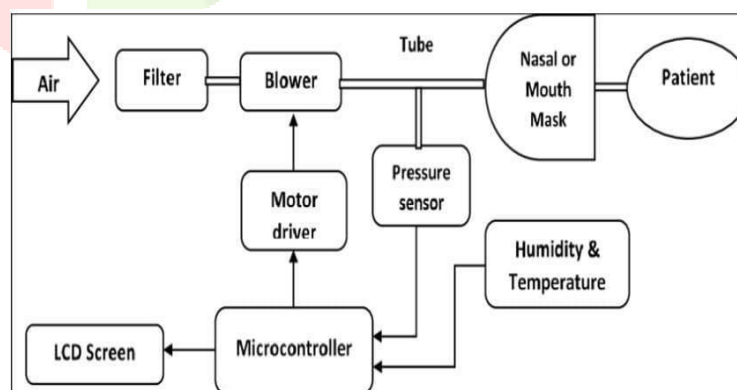 Tube
Air
Filter
Blower
Nasal or
Mouth
Mask
Patient
Motor
driver
Pressure
sensor
Humidity &
Temperature
LCD Screen
Microcontroller